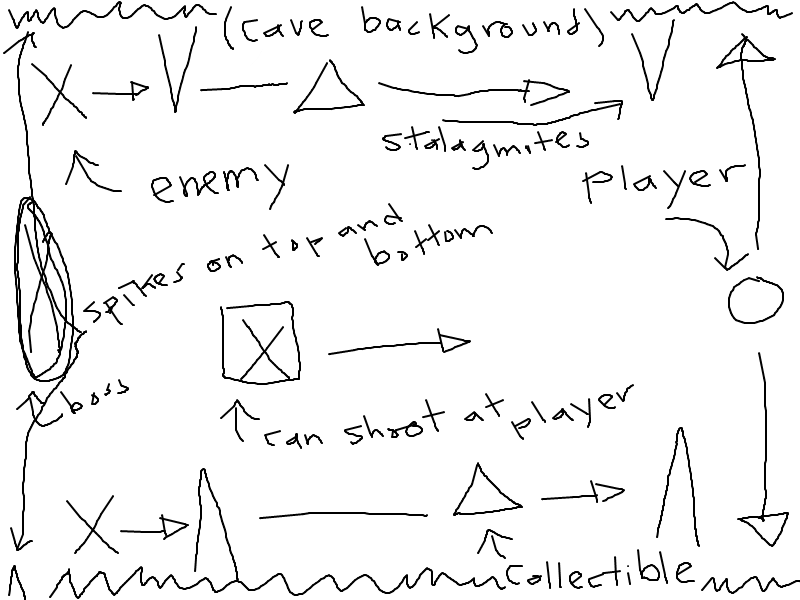 (cave background)
stalagmites
enemy
player
spikes on top and
bottom
boss
can shoot at player
collectible